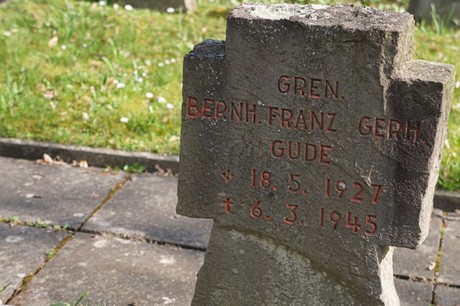 GREN.
BERNH. FRANZ GERH.
GUDE
18. 5. 1927
6. 3. 1945